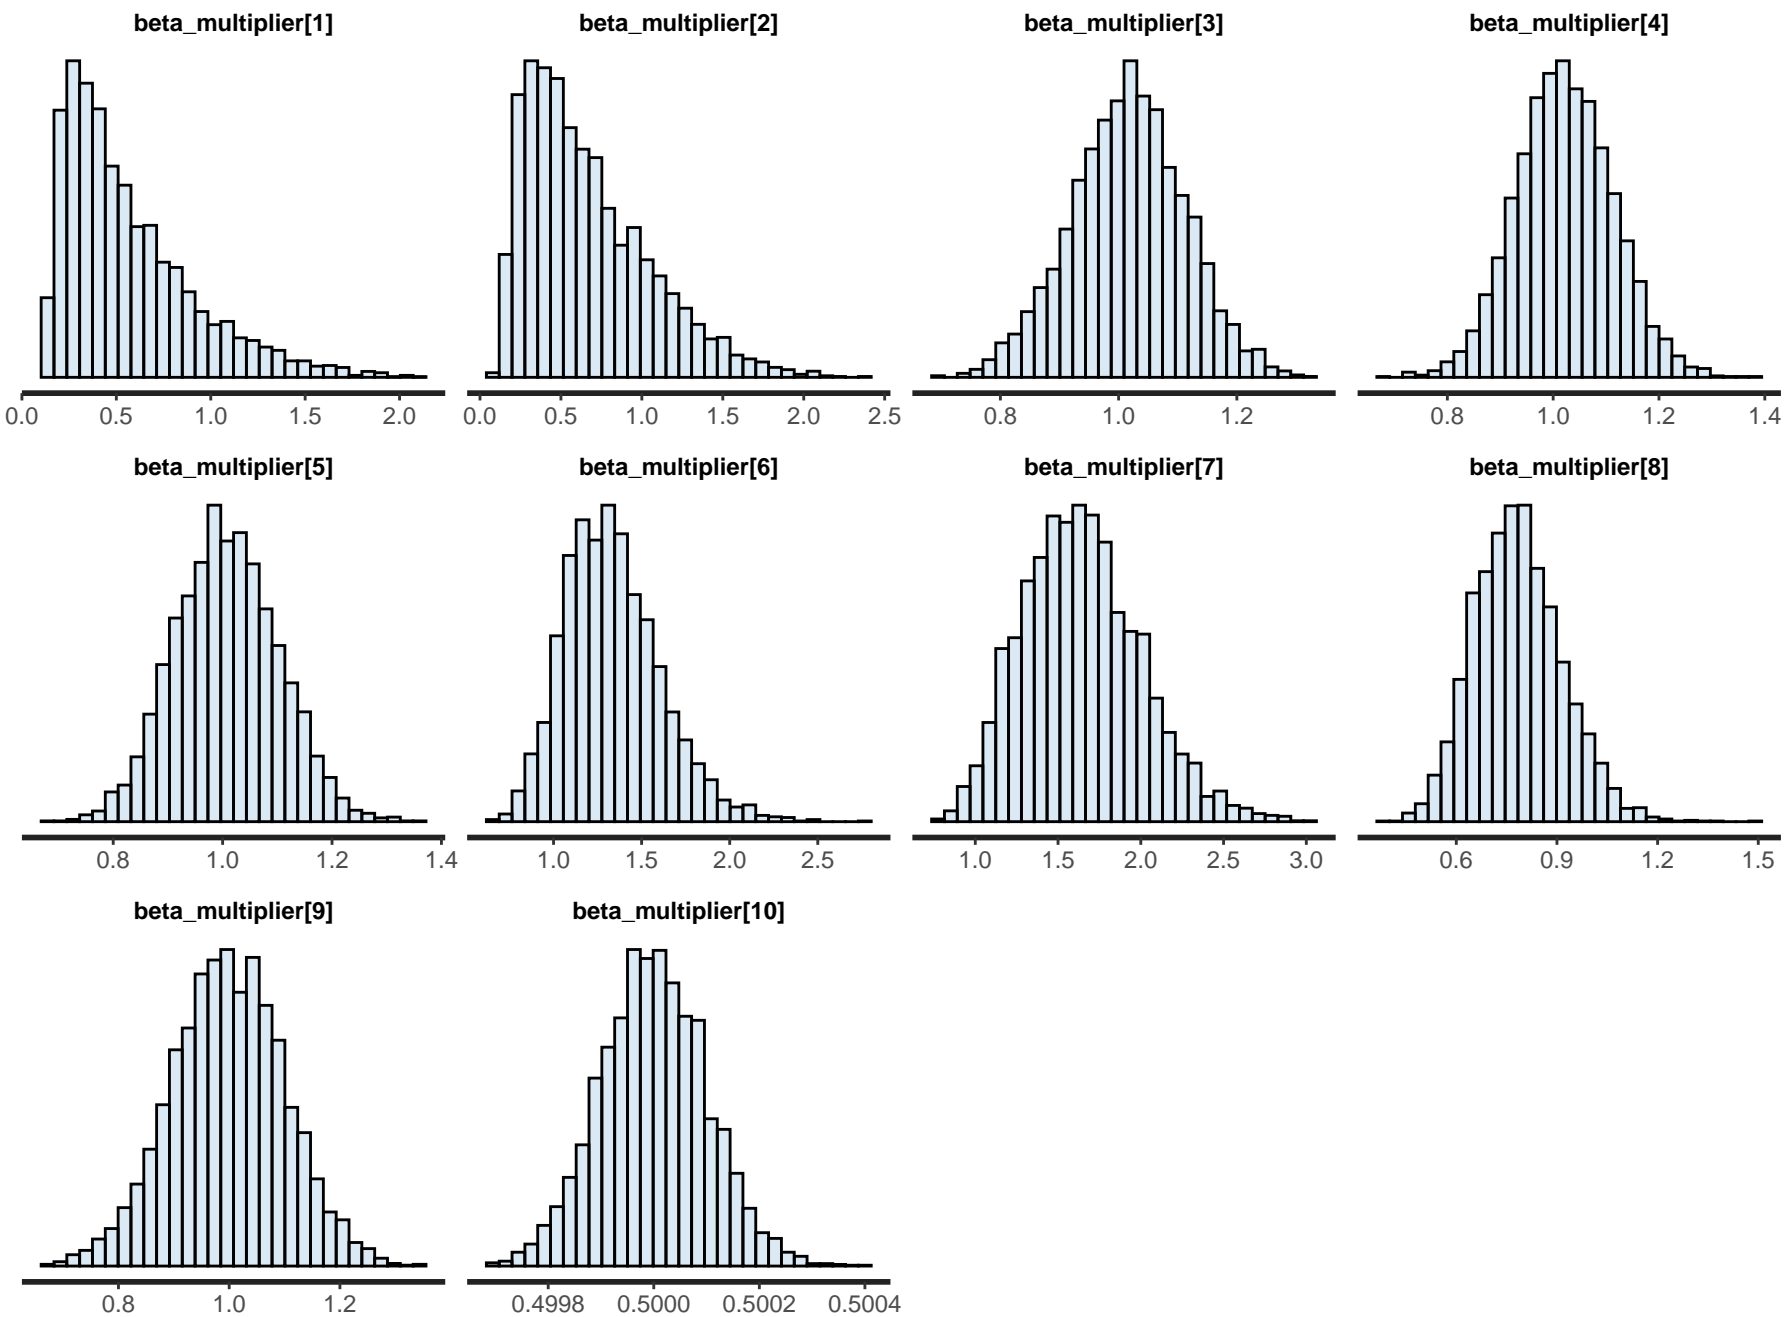 beta_multiplier[1] beta_multiplier[2] beta_multiplier[3] beta_multiplier[4]
0.0 0.5 1.0 1.5 2.0 0.0 0.5 1.0 1.5 2.0 2.5 0.8 1.0 1.2 0.8 1.0 1.2 1.4
beta_multiplier[5] beta_multiplier[6] beta_multiplier[7] beta_multiplier[8]
0.8 1.0 1.2 1.4 1.0 1.5 2.0 2.5 1.0 1.5 2.0 2.5 3.0 0.6 0.9 1.2 1.5
beta_multiplier[9] beta_multiplier[10]
0.8 1.0 1.2 0.4998 0.5000 0.5002 0.5004